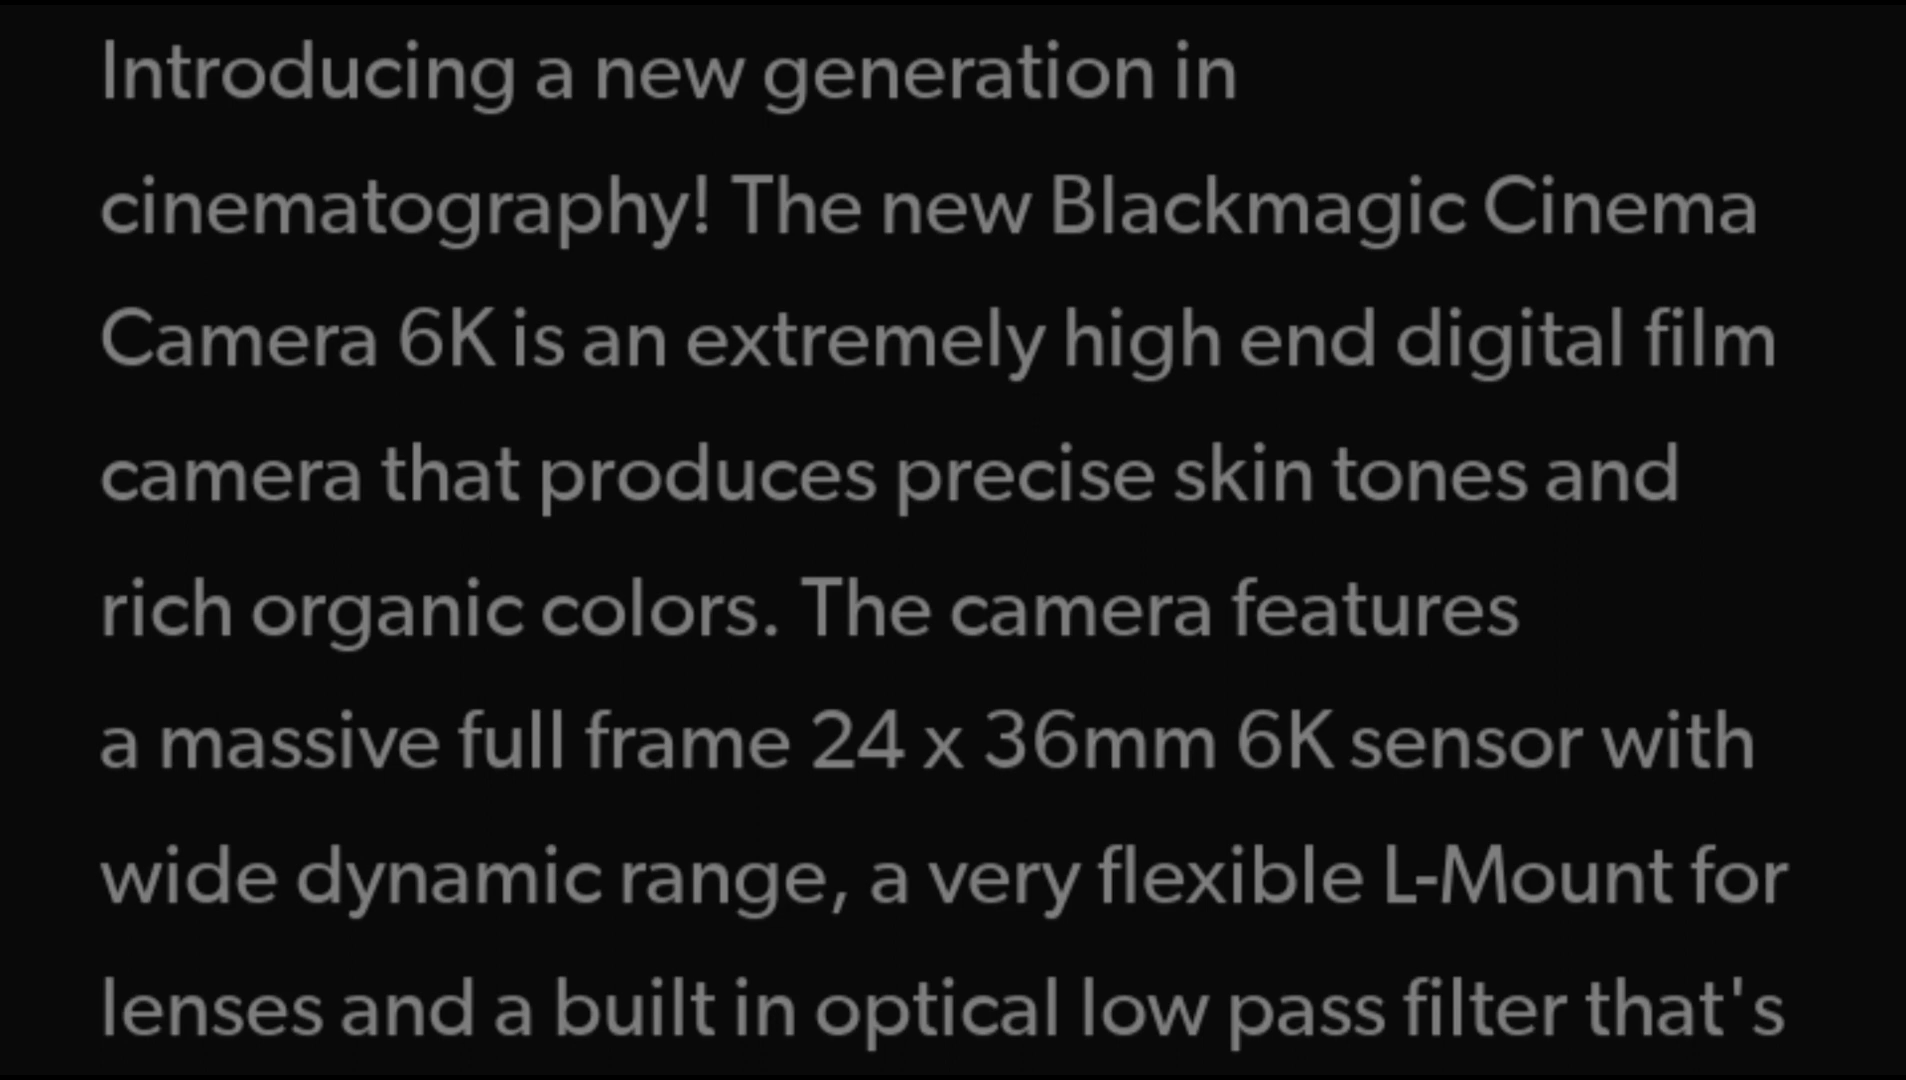 Introducing a new generation in
cinematography! The new Blackmagic Cinema
Camera 6K is an extremely high end digital film
camera that produces precise skin tones and
rich organic colors. The camera features
a massive full frame 24 x 36mm 6K sensor with
wide dynamic range, a very flexible L-Mount for
lenses and a built in optical low pass filter that's